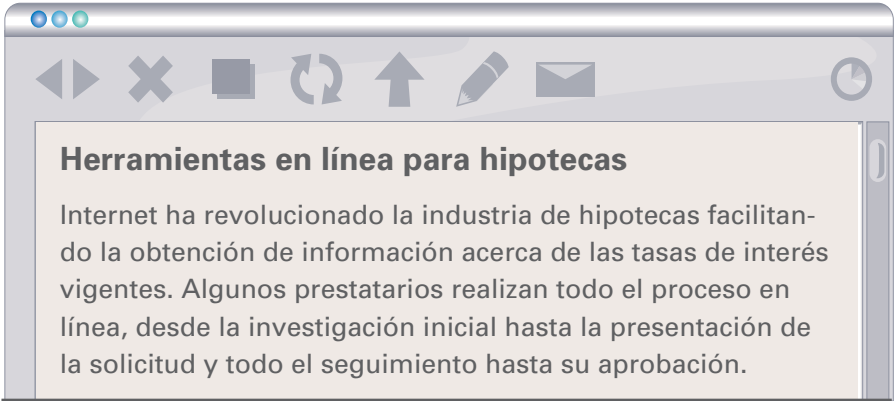 Herramientas en línea para hipotecas
Internet ha revolucionado la industria de hipotecas facilitan-
do la obtención de información acerca de las tasas de interés
vigentes. Algunos prestatarios realizan todo el proceso en
línea, desde la investigación inicial hasta la presentación de
la solicitud y todo el seguimiento hasta su aprobación.